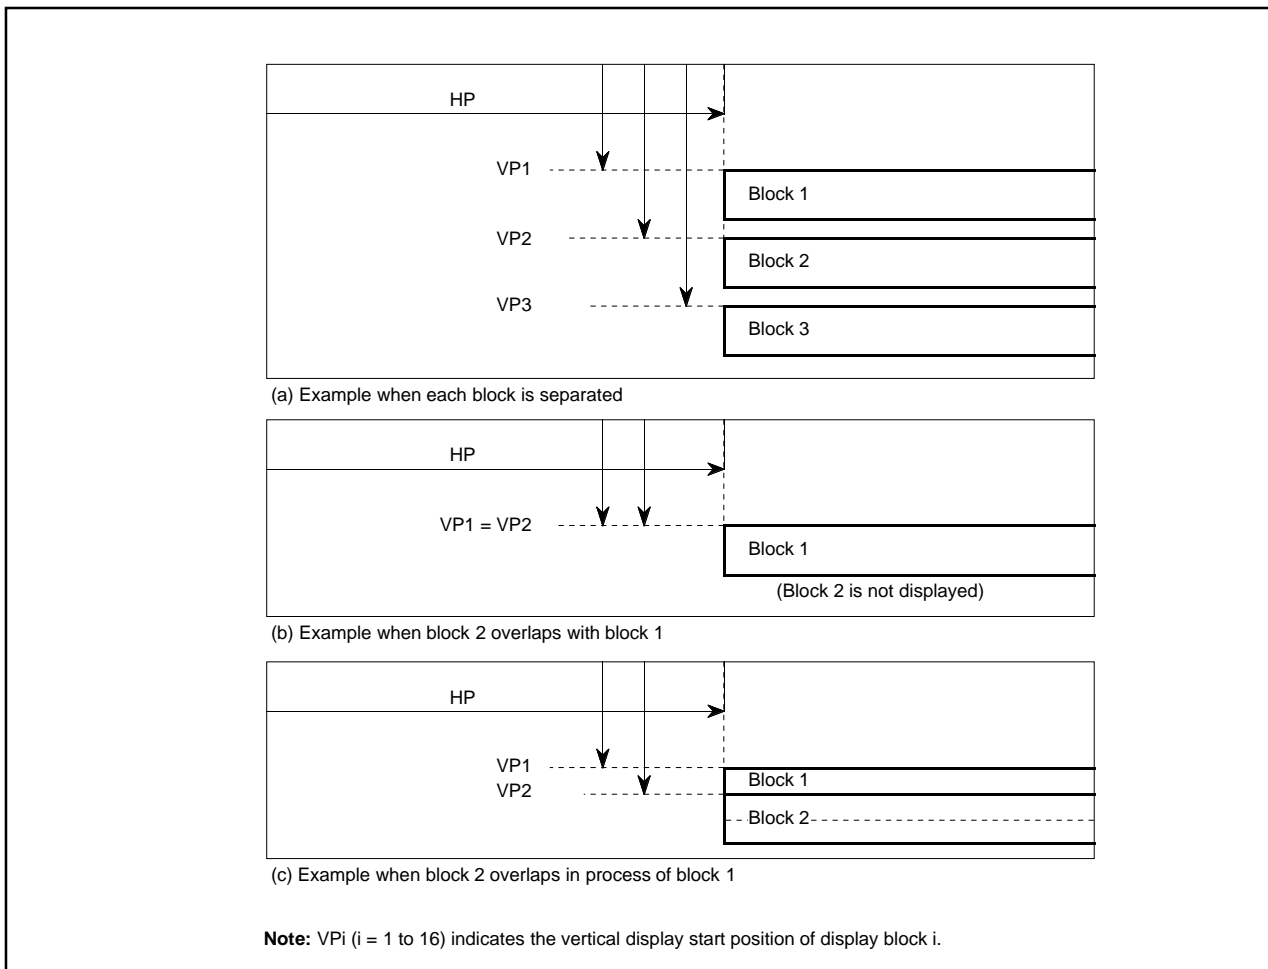 HP
VP1
Block 1
VP2
Block 2
VP3
Block 3
(a) Example when each block is separated
HP
VP1 = VP2
Block 1
(Block 2 is not displayed)
(b) Example when block 2 overlaps with block 1
HP
VP1
Block 1
VP2
Block 2
(c) Example when block 2 overlaps in process of block 1
Note: VPi (i = 1 to 16) indicates the vertical display start position of display block i.